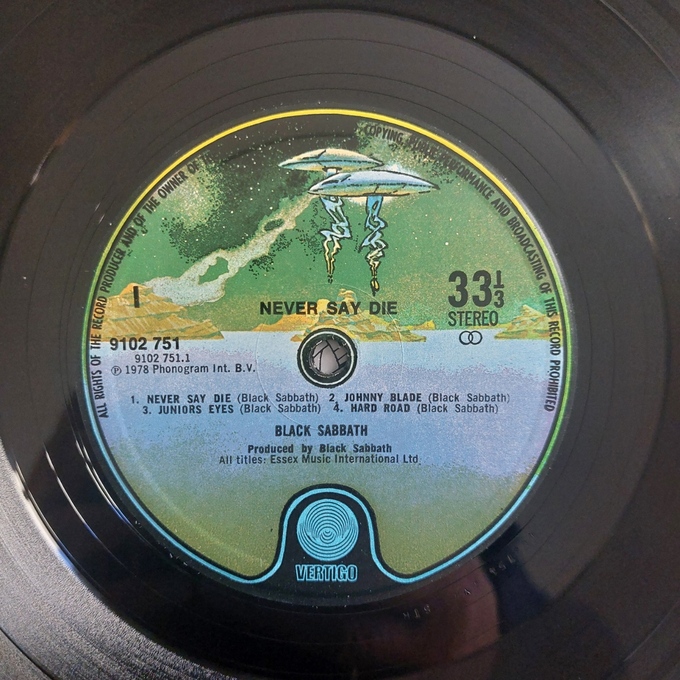 ALL RIGHTS OF THE RECORD PRODUCER AND OF THE OWNER OF
COPYING, PUBLIC PERFORMANCE AND BROADCASTING OF THIS RECORD PROHIBITED
1
NEVER SAY DIE
33 1/3
STEREO
9102 751
9102 751.1
℗ 1978 Phonogram Int. B.V.
1. NEVER SAY DIE (Black Sabbath) 2. JOHNNY BLADE (Black Sabbath)
3. JUNIORS EYES (Black Sabbath) 4. HARD ROAD (Black Sabbath)
BLACK SABBATH
Produced by Black Sabbath
All titles: Essex Music International Ltd.
VERTIGO